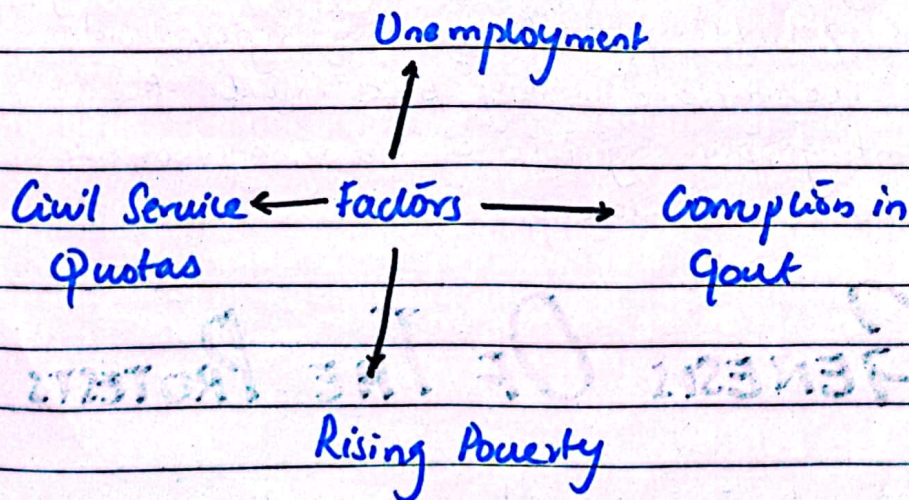 Unemployment
Civil Service ← Factors → Corruption in
Quotas
Govt
Rising Poverty